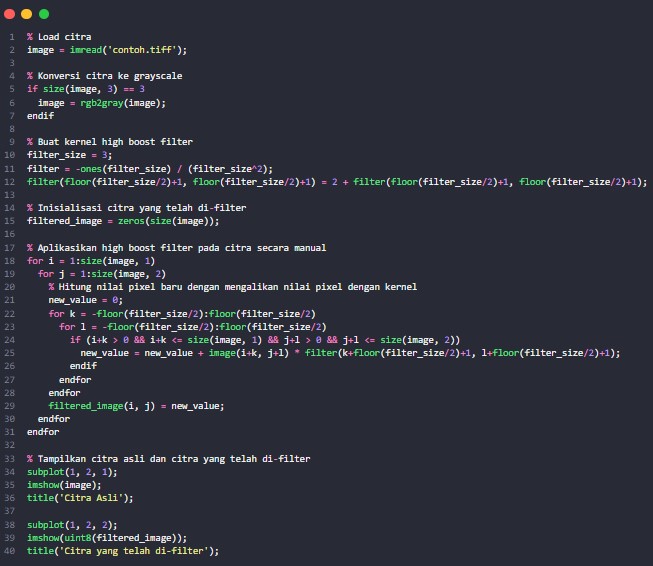 1 % Load citra
2 image = imread('contoh.tiff');
3
4 % Konversi citra ke grayscale
5 if size(image, 3) == 3
6   image = rgb2gray(image);
7 endif
8
9 % Buat kernel high boost filter
10 filter_size = 3;
11 filter = -ones(filter_size) / (filter_size^2);
12 filter(floor(filter_size/2)+1, floor(filter_size/2)+1) = 2 + filter(floor(filter_size/2)+1, floor(filter_size/2)+1);
13
14 % Inisialisasi citra yang telah di-filter
15 filtered_image = zeros(size(image));
16
17 % Aplikasikan high boost filter pada citra secara manual
18 for i = 1:size(image, 1)
19   for j = 1:size(image, 2)
20     % Hitung nilai pixel baru dengan mengalikan nilai pixel dengan kernel
21     new_value = 0;
22     for k = -floor(filter_size/2):floor(filter_size/2)
23       for l = -floor(filter_size/2):floor(filter_size/2)
24         if (i+k > 0 && i+k <= size(image, 1) && j+l > 0 && j+l <= size(image, 2))
25           new_value = new_value + image(i+k, j+l) * filter(k+floor(filter_size/2)+1, l+floor(filter_size/2)+1);
26         endif
27       endfor
28     endfor
29     filtered_image(i, j) = new_value;
30   endfor
31 endfor
32
33 % Tampilkan citra asli dan citra yang telah di-filter
34 subplot(1, 2, 1);
35 imshow(image);
36 title('Citra Asli');
37
38 subplot(1, 2, 2);
39 imshow(uint8(filtered_image));
40 title('Citra yang telah di-filter');